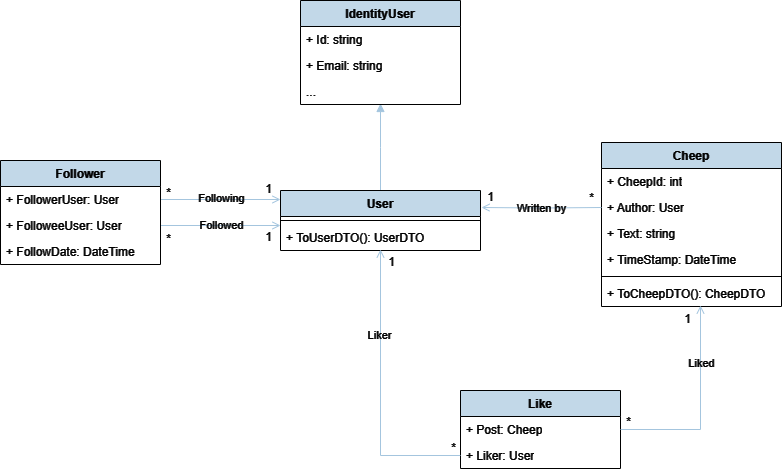 IdentityUser
+ Id: string
+ Email: string
...
Follower
+ FollowerUser: User
+ FolloweeUser: User
+ FollowDate: DateTime
* Following 1
* Followed 1
User
+ ToUserDTO(): UserDTO
1 Written by *
Cheep
+ CheepId: int
+ Author: User
+ Text: string
+ TimeStamp: DateTime
+ ToCheepDTO(): CheepDTO
1
Liker
*
1
Liked
*
Like
+ Post: Cheep
+ Liker: User